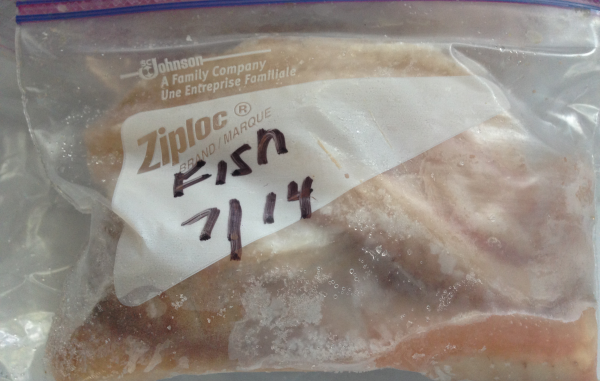 SC Johnson
A Family Company
Une Entreprise Familiale
Ziploc®
BRAND/MARQUE
FISH
7/14